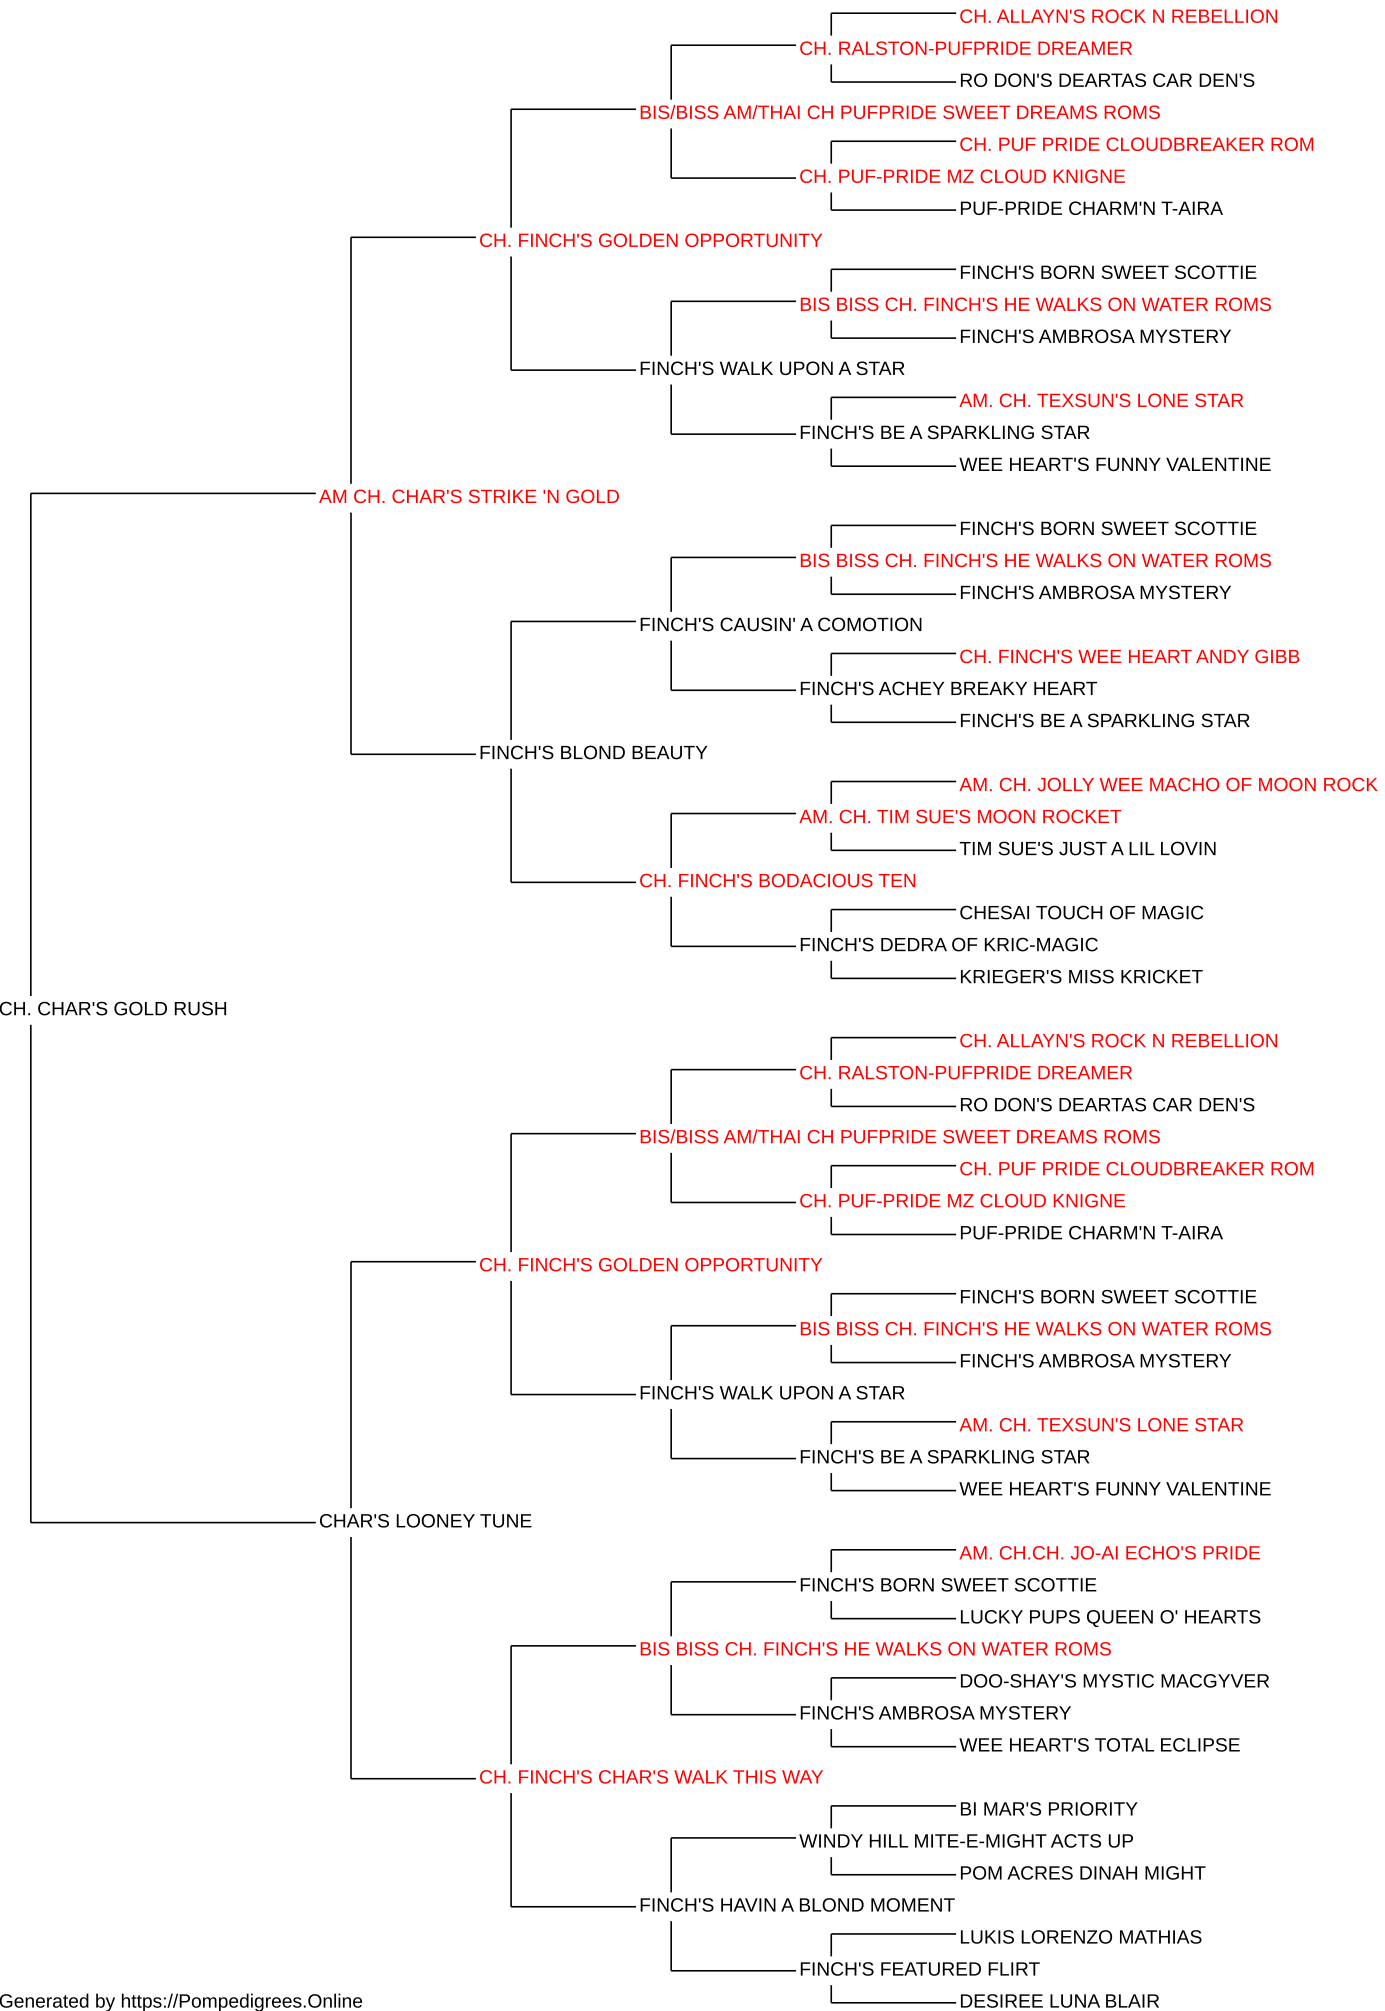 CH. ALLAYN'S ROCK N REBELLION
CH. RALSTON-PUFPRIDE DREAMER
RO DON'S DEARTAS CAR DEN'S
BIS/BISS AM/THAI CH PUFPRIDE SWEET DREAMS ROMS
CH. PUF PRIDE CLOUDBREAKER ROM
CH. PUF-PRIDE MZ CLOUD KNIGNE
PUF-PRIDE CHARM'N T-AIRA
CH. FINCH'S GOLDEN OPPORTUNITY
FINCH'S BORN SWEET SCOTTIE
BIS BISS CH. FINCH'S HE WALKS ON WATER ROMS
FINCH'S AMBROSA MYSTERY
FINCH'S WALK UPON A STAR
AM. CH. TEXSUN'S LONE STAR
FINCH'S BE A SPARKLING STAR
WEE HEART'S FUNNY VALENTINE
AM CH. CHAR'S STRIKE 'N GOLD
FINCH'S BORN SWEET SCOTTIE
BIS BISS CH. FINCH'S HE WALKS ON WATER ROMS
FINCH'S AMBROSA MYSTERY
FINCH'S CAUSIN' A COMOTION
CH. FINCH'S WEE HEART ANDY GIBB
FINCH'S ACHEY BREAKY HEART
FINCH'S BE A SPARKLING STAR
FINCH'S BLOND BEAUTY
AM. CH. JOLLY WEE MACHO OF MOON ROCK
AM. CH. TIM SUE'S MOON ROCKET
TIM SUE'S JUST A LIL LOVIN
CH. FINCH'S BODACIOUS TEN
CHESAI TOUCH OF MAGIC
FINCH'S DEDRA OF KRIC-MAGIC
KRIEGER'S MISS KRICKET
CH. CHAR'S GOLD RUSH
CH. ALLAYN'S ROCK N REBELLION
CH. RALSTON-PUFPRIDE DREAMER
RO DON'S DEARTAS CAR DEN'S
BIS/BISS AM/THAI CH PUFPRIDE SWEET DREAMS ROMS
CH. PUF PRIDE CLOUDBREAKER ROM
CH. PUF-PRIDE MZ CLOUD KNIGNE
PUF-PRIDE CHARM'N T-AIRA
CH. FINCH'S GOLDEN OPPORTUNITY
FINCH'S BORN SWEET SCOTTIE
BIS BISS CH. FINCH'S HE WALKS ON WATER ROMS
FINCH'S AMBROSA MYSTERY
FINCH'S WALK UPON A STAR
AM. CH. TEXSUN'S LONE STAR
FINCH'S BE A SPARKLING STAR
WEE HEART'S FUNNY VALENTINE
CHAR'S LOONEY TUNE
AM. CH.CH. JO-AI ECHO'S PRIDE
FINCH'S BORN SWEET SCOTTIE
LUCKY PUPS QUEEN O' HEARTS
BIS BISS CH. FINCH'S HE WALKS ON WATER ROMS
DOO-SHAY'S MYSTIC MACGYVER
FINCH'S AMBROSA MYSTERY
WEE HEART'S TOTAL ECLIPSE
CH. FINCH'S CHAR'S WALK THIS WAY
BI MAR'S PRIORITY
WINDY HILL MITE-E-MIGHT ACTS UP
POM ACRES DINAH MIGHT
FINCH'S HAVIN A BLOND MOMENT
LUKIS LORENZO MATHIAS
FINCH'S FEATURED FLIRT
DESIREE LUNA BLAIR
Generated by https://Pompedigrees.Online